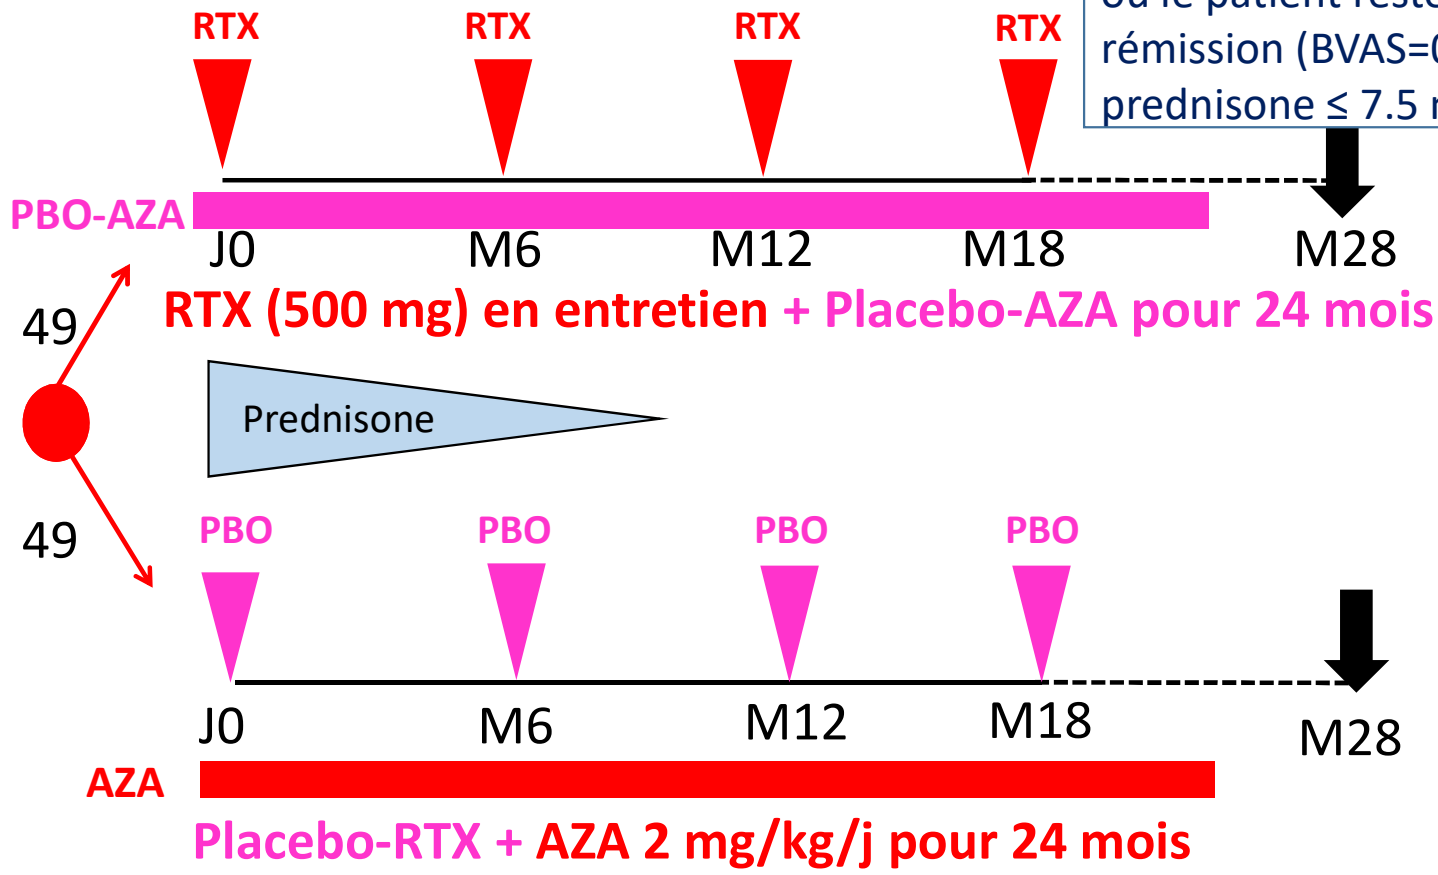 RTX RTX RTX RTX
rémission (BVAS=0
prednisone ≤ 7.5
PBO-AZA
J0 M6 M12 M18 M28
RTX (500 mg) en entretien + Placebo-AZA pour 24 mois
49
Prednisone
49
PBO PBO PBO PBO
J0 M6 M12 M18 M28
AZA
Placebo-RTX + AZA 2 mg/kg/j pour 24 mois